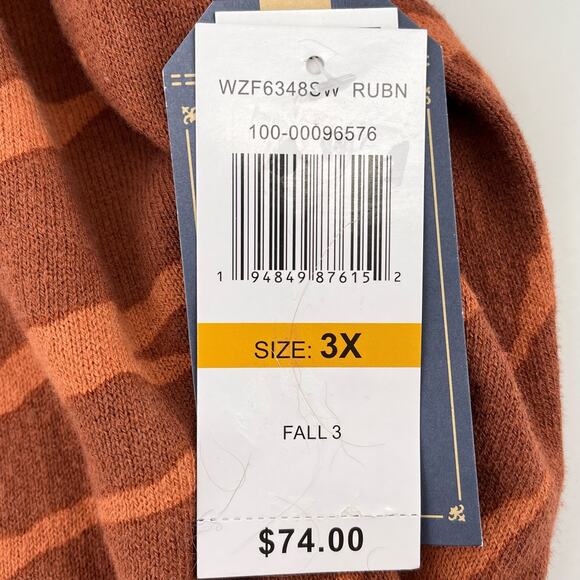 WZF6348SW RUBN
100-00096576
1 94849 87615 2
SIZE: 3X
FALL 3
$74.00